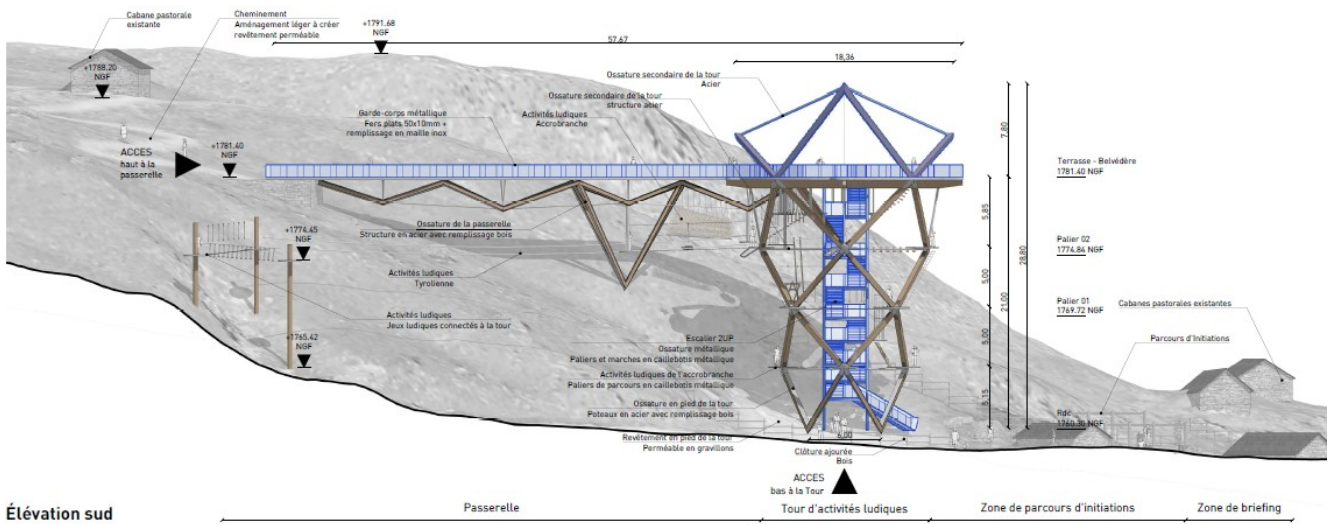 Cabane pastorale
existante
Cheminement
Aménagement léger à créer
revêtement perméable
+1791.68
NGF
57,67
18,36
+1788.20
NGF
Ossature secondaire de la tour
Acier
Ossature secondaire de la tour
structure acier
Garde-corps métallique
Fers plats 50x10mm +
remplissage en maille inox
Activités ludiques
Accrobranche
7,80
ACCES
haut à la
passerelle
+1781.40
NGF
Terrasse - Belvédère
1781.40 NGF
5,85
28,80
Ossature de la passerelle
Structure en acier avec remplissage bois
+1774.45
NGF
Palier 02
1774.84 NGF
Activités ludiques
Tyrolienne
5,00
21,00
Palier 01
1769.72 NGF
Cabanes pastorales existantes
Activités ludiques
Jeux ludiques connectés à la tour
Parcours d'Initiations
+1765.42
NGF
Escalier 2UP
Ossature métallique
Paliers et marches en caillebotis métallique
5,00
Activités ludiques de l'accrobranche
Paliers de parcours en caillebotis métallique
5,15
Ossature en pied de la tour
Poteaux en acier avec remplissage bois
Rdc
1760.30 NGF
Revêtement en pied de la tour
Perméable en gravillons
6,00
Clôture ajourée
Bois
ACCES
bas à la Tour
Élévation sud
Passerelle
Tour d'activités ludiques
Zone de parcours d'initiations
Zone de briefing